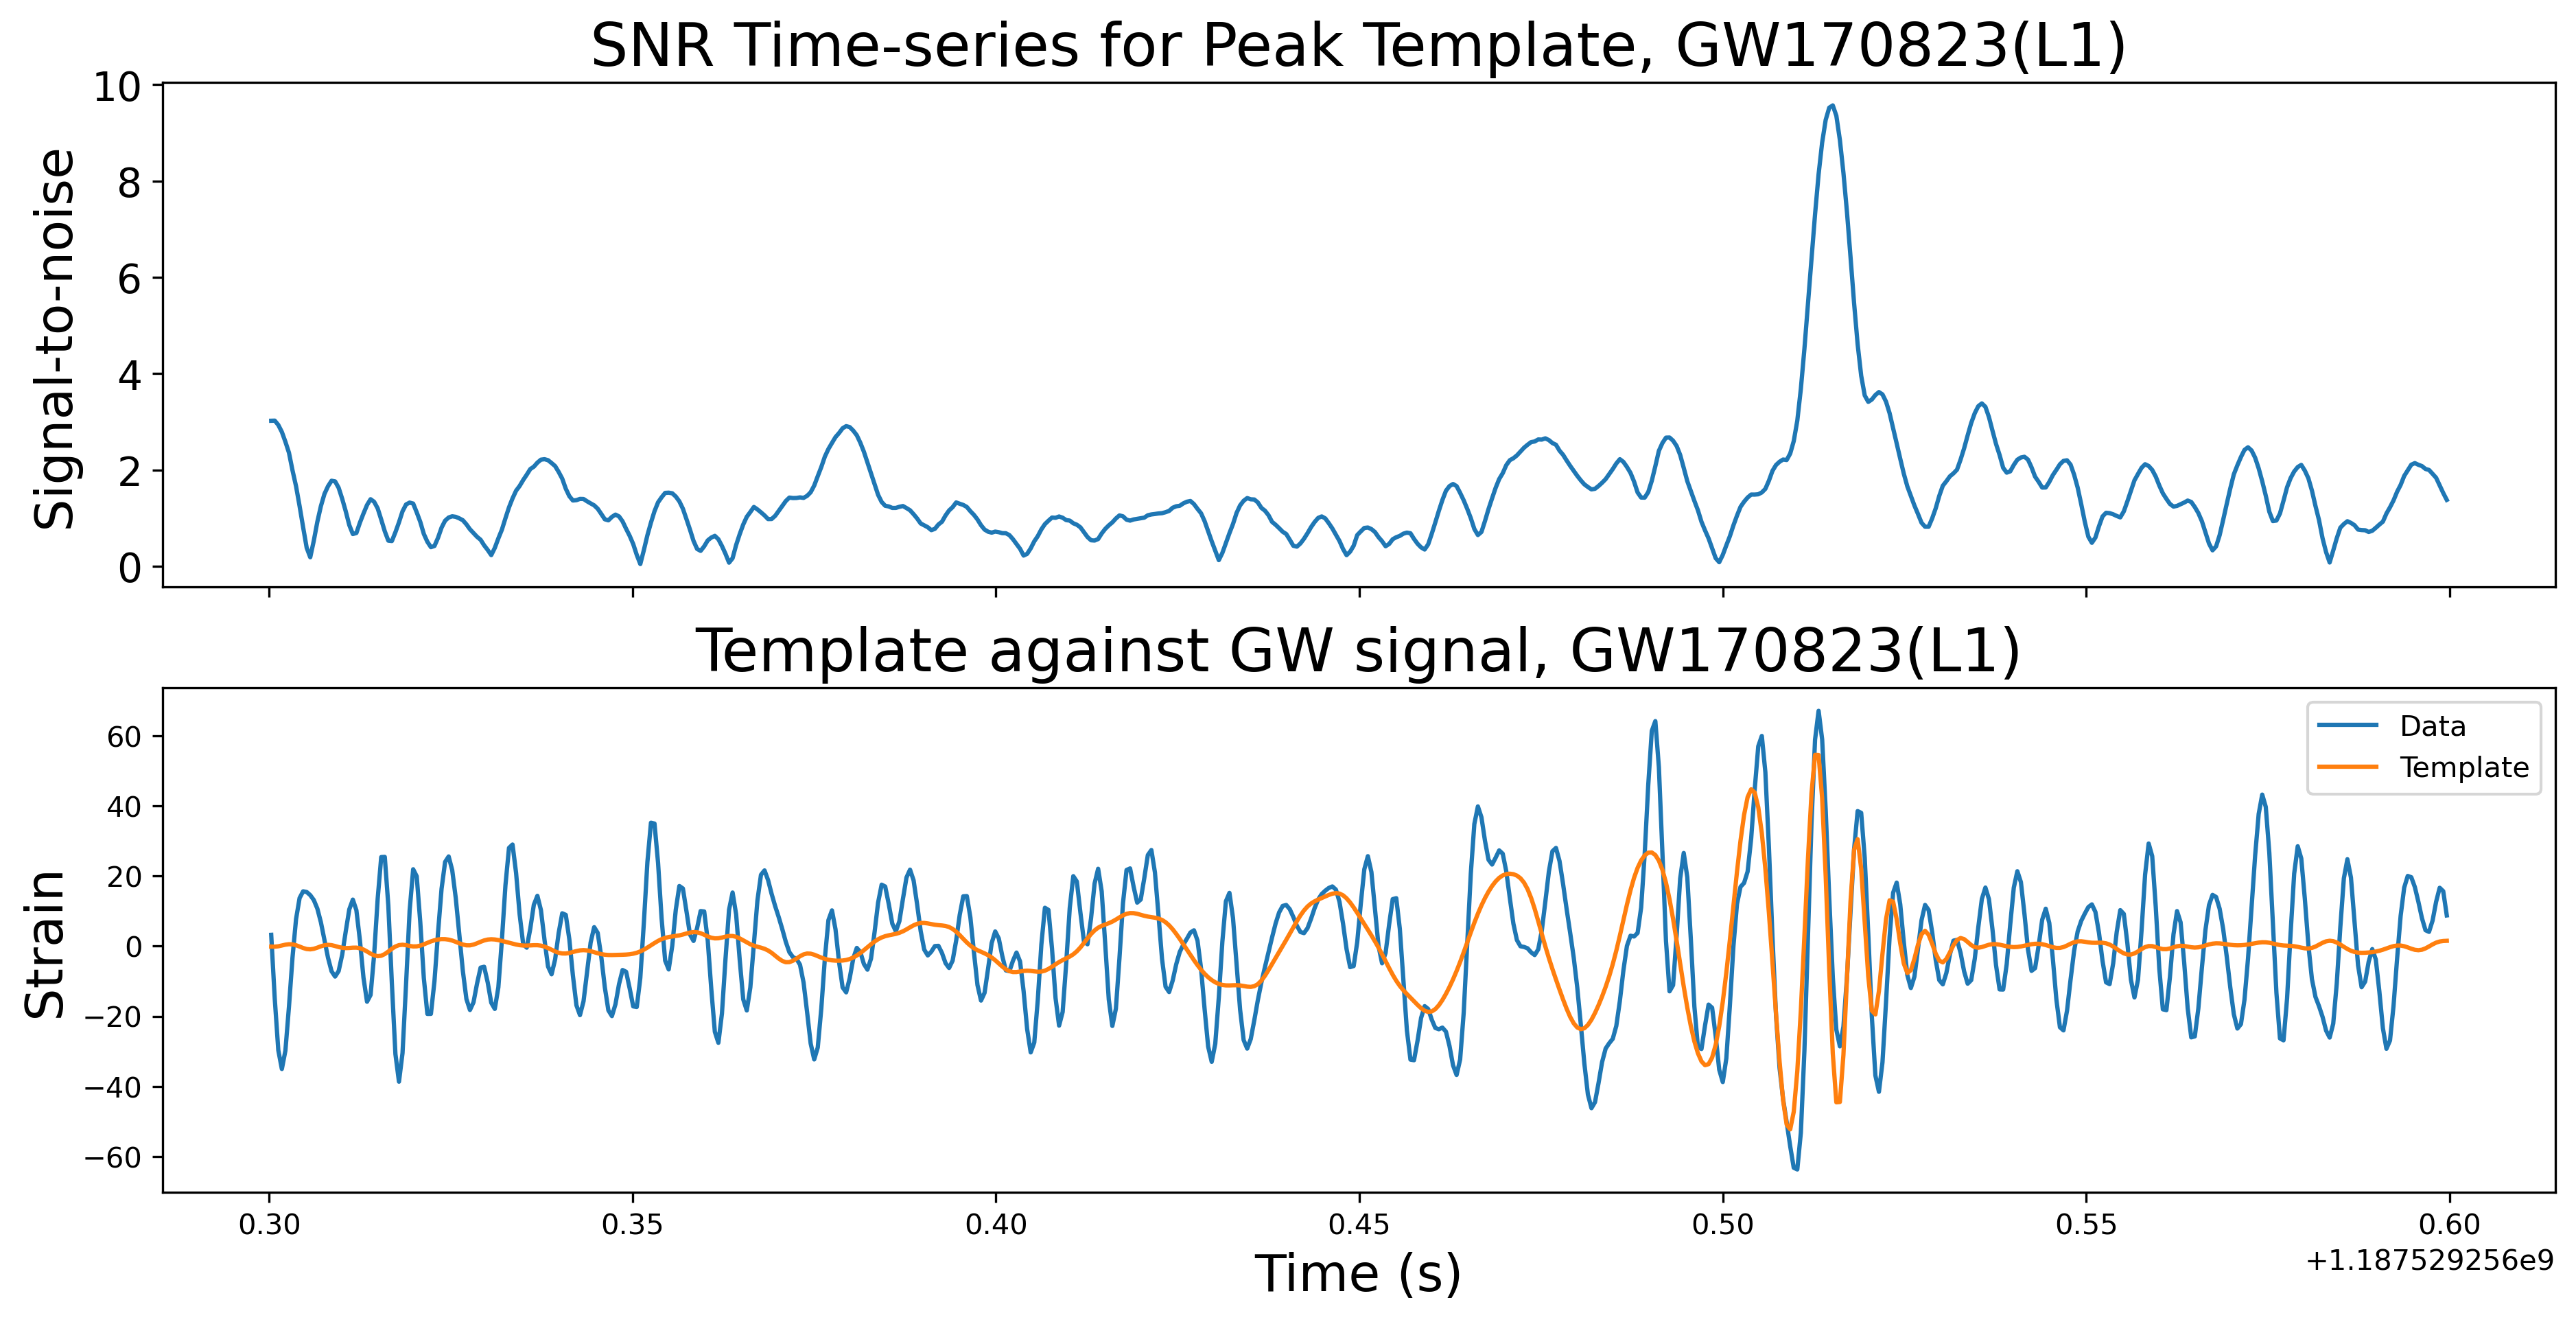 SNR Time-series for Peak Template, GW170823(L1)
10
8
6
4
2
0
Signal-to-noise
Template against GW signal, GW170823(L1)
60
40
20
0
−20
−40
−60
Strain
Data
Template
0.30 0.35 0.40 0.45 0.50 0.55 0.60
+1.187529256e9
Time (s)